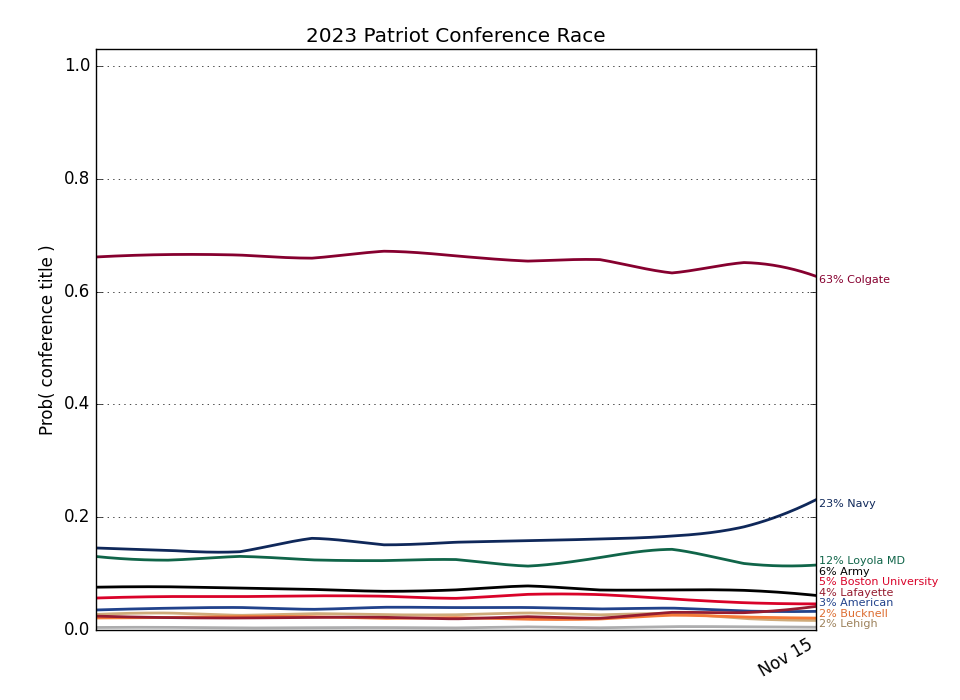 2023 Patriot Conference Race
Prob( conference title )
1.0
0.8
0.6
0.4
0.2
0.0
63% Colgate
23% Navy
12% Loyola MD
6% Army
5% Boston University
4% Lafayette
3% American
2% Bucknell
2% Lehigh
Nov 15